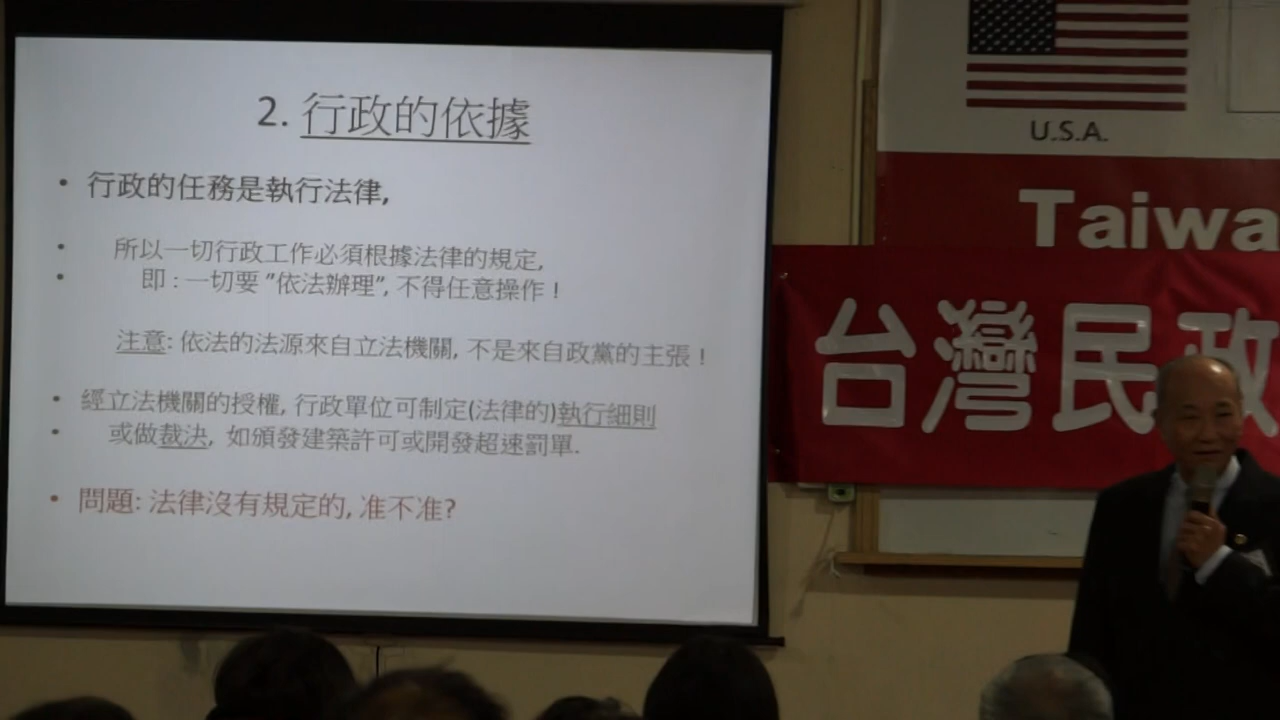 2. 行政的依據
• 行政的任務是執行法律,
• 所以一切行政工作必須根據法律的規定,
• 即 : 一切要 "依法辦理", 不得任意操作 !
注意: 依法的法源來自立法機關, 不是來自政黨的主張 !
• 經立法機關的授權, 行政單位可制定(法律的)執行細則
• 或做裁決, 如頒發建築許可或開發超速罰單.
• 問題: 法律沒有規定的, 准不准?
U.S.A.
Taiwa
台灣民政